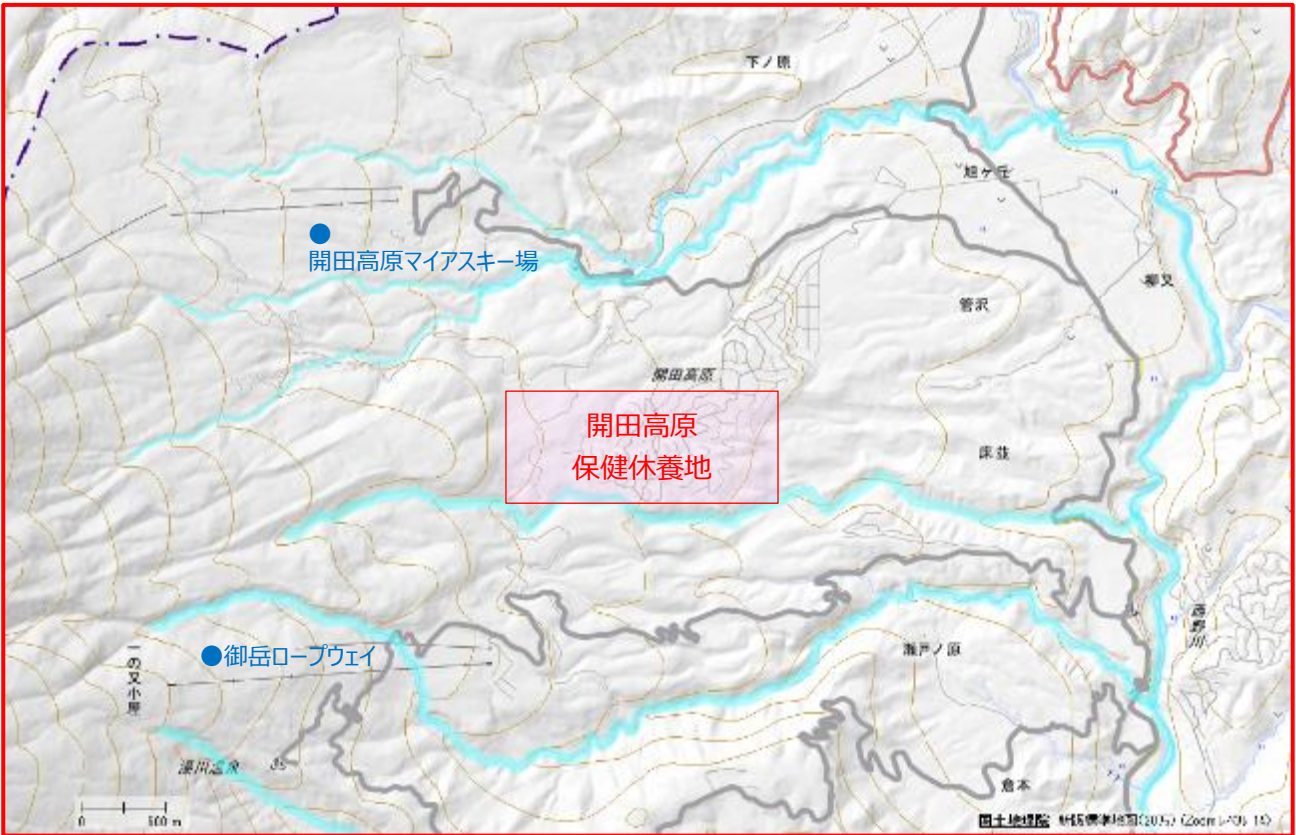 下ノ原
旭ヶ丘
開田高原マイアスキー場
柳又
管沢
開田高原
開田高原
保健休養地
床並
西野川
一の又小屋
御岳ロープウェイ
瀬戸ノ原
湯川温泉
倉本
0 500 m
国土地理院